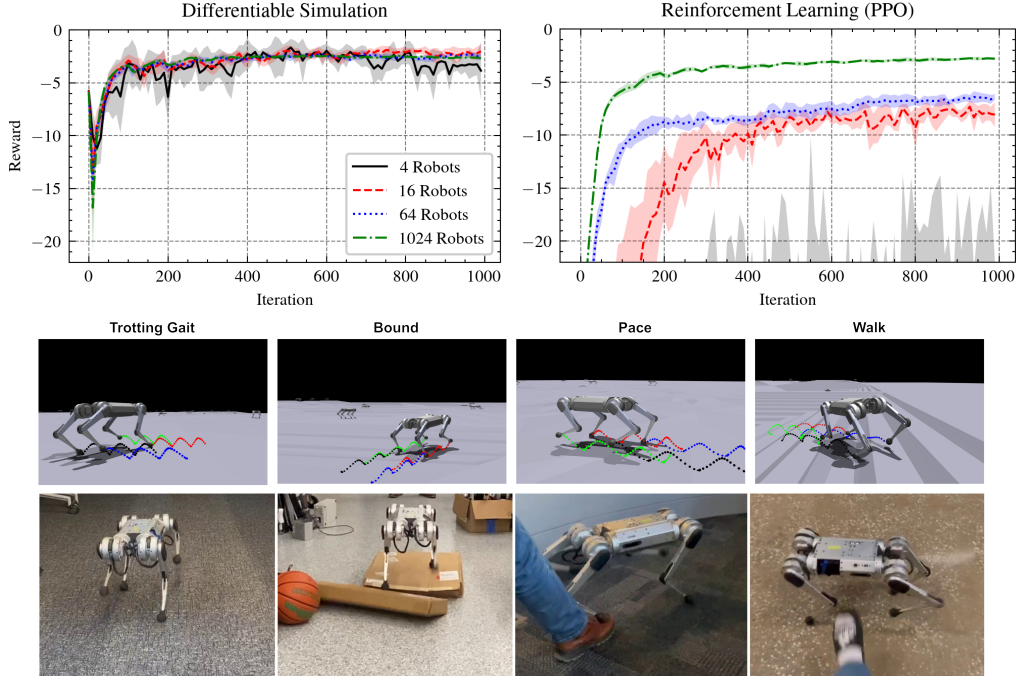 Differentiable Simulation
Reinforcement Learning (PPO)
Reward
0
−5
−10
−15
−20
4 Robots
16 Robots
64 Robots
1024 Robots
0
200
400
600
800
1000
Iteration
0
−5
−10
−15
−20
200
400
600
800
1000
Iteration
Trotting Gait
Bound
Pace
Walk